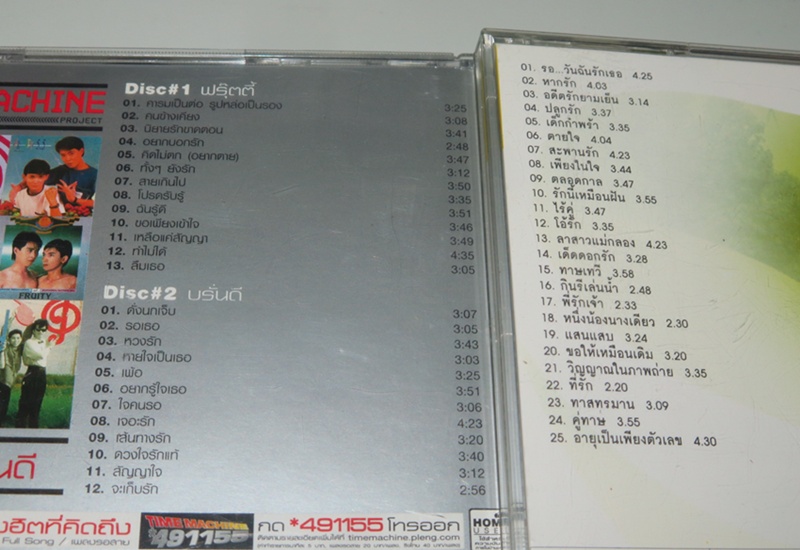 ACHINE
PROJECT
FRUITY
Disc#1 ฟรุ๊ตตี้
01. คารมเป็นต่อ รูปหล่อเป็นรอง 3:25
02. คนข้างเคียง 3:08
03. นิยายรักขาดตอน 3:41
04. อยากบอกรัก 2:48
05. คิดไม่ตก (อยากตาย) 3:47
06. ทั้งๆ ยังรัก 3:12
07. สายเกินไป 3:50
08. โปรดรับรู้ 3:35
09. ฉันรู้ดี 3:51
10. ขอเพียงเข้าใจ 3:46
11. เหลือแค่สัญญา 3:49
12. ทำไม่ได้ 4:35
13. ลืมเธอ 3:05
Disc#2 บรั่นดี
01. ดั่งนกเจ็บ 3:07
02. รอเธอ 3:05
03. หวงรัก 3:43
04. หายใจเป็นเธอ 3:03
05. เพ้อ 3:25
06. อยากรู้ใจเธอ 3:51
07. ใจคนรอ 3:06
08. เจอะรัก 4:23
09. เส้นทางรัก 3:20
10. ดวงใจรักแท้ 3:40
11. สัญญาใจ 3:12
12. จะเก็บรัก 2:56
นดี
งฮิตที่คิดถึง
Full Song / เพลงรอสาย
TIME MACHINE
*491155
กด *491155 โทรออก
HOME
01. รอ...วันฉันรักเธอ 4.25
02. หากรัก 4.03
03. อดีตรักยามเย็น 3.14
04. ปลูกรัก 3.37
05. เด็กกำพร้า 3.35
06. ตายใจ 4.04
07. สะพานรัก 4.23
08. เพียงในใจ 3.44
09. ตลอดกาล 3.47
10. รักนี้เหมือนฝัน 3.55
11. ไร้คู่ 3.47
12. โอ้รัก 3.35
13. ลาสาวแม่กลอง 4.23
14. เด็ดดอกรัก 3.28
15. ทาษเทวี 3.58
16. กินรีเล่นน้ำ 2.48
17. พี่รักเจ้า 2.33
18. หนึ่งน้องนางเดียว 2.30
19. แสนแสบ 3.24
20. ขอให้เหมือนเดิม 3.20
21. วิญญาณในภาพถ่าย 3.35
22. ที่รัก 2.20
23. ทาสทรมาน 3.09
24. คู่ทาษ 3.55
25. อายุเป็นเพียงตัวเลข 4.30